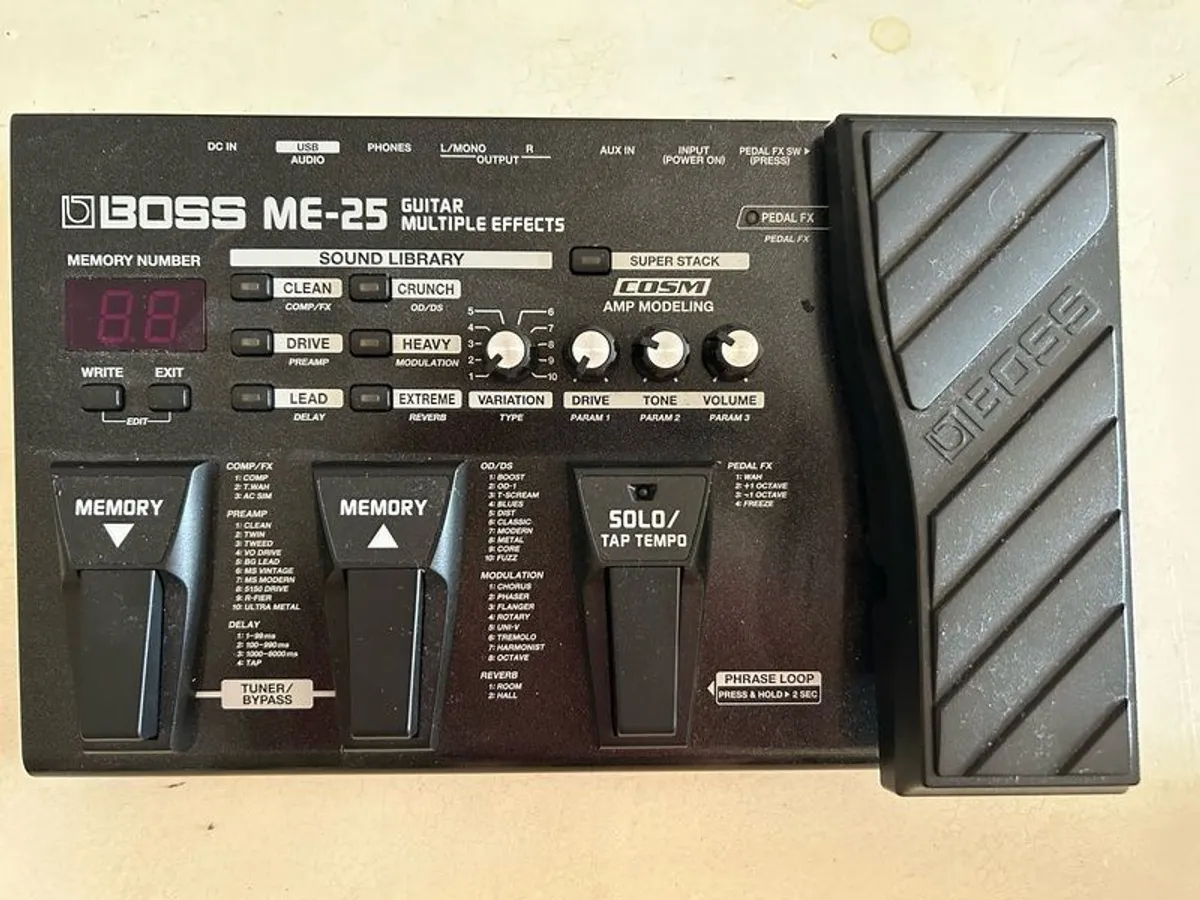 DC IN
USB
AUDIO
PHONES
L/MONO
R
OUTPUT
AUX IN
INPUT
(POWER ON)
PEDAL FX SW
(PRESS)
BOSS ME-25 GUITAR
MULTIPLE EFFECTS
PEDAL FX
PEDAL FX
MEMORY NUMBER
8.8
WRITE
EXIT
EDIT
SOUND LIBRARY
CLEAN
COMP/FX
CRUNCH
OD/DS
DRIVE
PREAMP
HEAVY
MODULATION
LEAD
DELAY
EXTREME
REVERB
SUPER STACK
COSM
AMP MODELING
5
6
4
7
3
8
2
9
1
10
VARIATION
TYPE
DRIVE
PARAM 1
TONE
PARAM 2
VOLUME
PARAM 3
MEMORY
COMP/FX
1: COMP
2: T.WAH
3: AC SIM
PREAMP
1: CLEAN
2: TWIN
3: TWEED
4: VO DRIVE
5: BG LEAD
6: MS VINTAGE
7: MS MODERN
8: 5150 DRIVE
9: R-FIER
10: ULTRA METAL
DELAY
1: 1-99 ms
2: 100-990 ms
3: 1000-6000 ms
4: TAP
TUNER/
BYPASS
MEMORY
OD/DS
1: BOOST
2: OD-1
3: T-SCREAM
4: BLUES
5: DIST
6: CLASSIC
7: MODERN
8: METAL
9: CORE
10: FUZZ
MODULATION
1: CHORUS
2: PHASER
3: FLANGER
4: ROTARY
5: UNI-V
6: TREMOLO
7: HARMONIST
8: OCTAVE
REVERB
1: ROOM
2: HALL
SOLO/
TAP TEMPO
PEDAL FX
1: WAH
2: +1 OCTAVE
3: -1 OCTAVE
4: FREEZE
PHRASE LOOP
PRESS & HOLD 2 SEC
BOSS